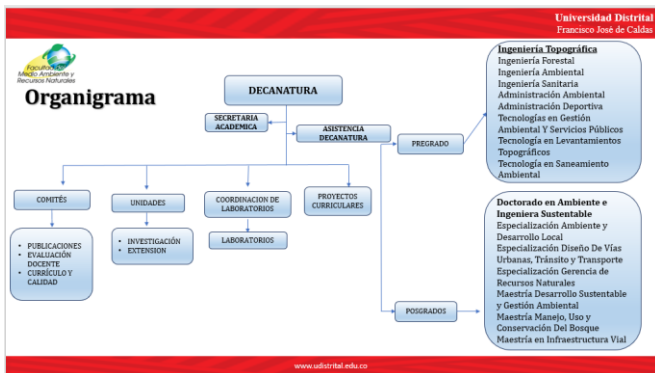 Universidad Distrital
Francisco José de Caldas
Facultad
Medio Ambiente y
Recursos Naturales
Organigrama
DECANATURA
SECRETARIA
ACADEMICA
ASISTENCIA
DECANATURA
COMITÉS
UNIDADES
COORDINACION DE
LABORATORIOS
PROYECTOS
CURRICULARES
• PUBLICACIONES
• EVALUACIÓN
DOCENTE
• CURRÍCULO Y
CALIDAD
• INVESTIGACIÓN
• EXTENSION
LABORATORIOS
PREGRADO
Ingeniería Topográfica
Ingeniería Forestal
Ingeniería Ambiental
Ingeniería Sanitaria
Administración Ambiental
Administración Deportiva
Tecnologías en Gestión
Ambiental Y Servicios Públicos
Tecnología en Levantamientos
Topográficos
Tecnología en Saneamiento
Ambiental
POSGRADOS
Doctorado en Ambiente e
Ingeniera Sustentable
Especialización Ambiente y
Desarrollo Local
Especialización Diseño De Vías
Urbanas, Tránsito y Transporte
Especialización Gerencia de
Recursos Naturales
Maestría Desarrollo Sustentable
y Gestión Ambiental
Maestría Manejo, Uso y
Conservación Del Bosque
Maestría en Infraestructura Vial
www.udistrital.edu.co